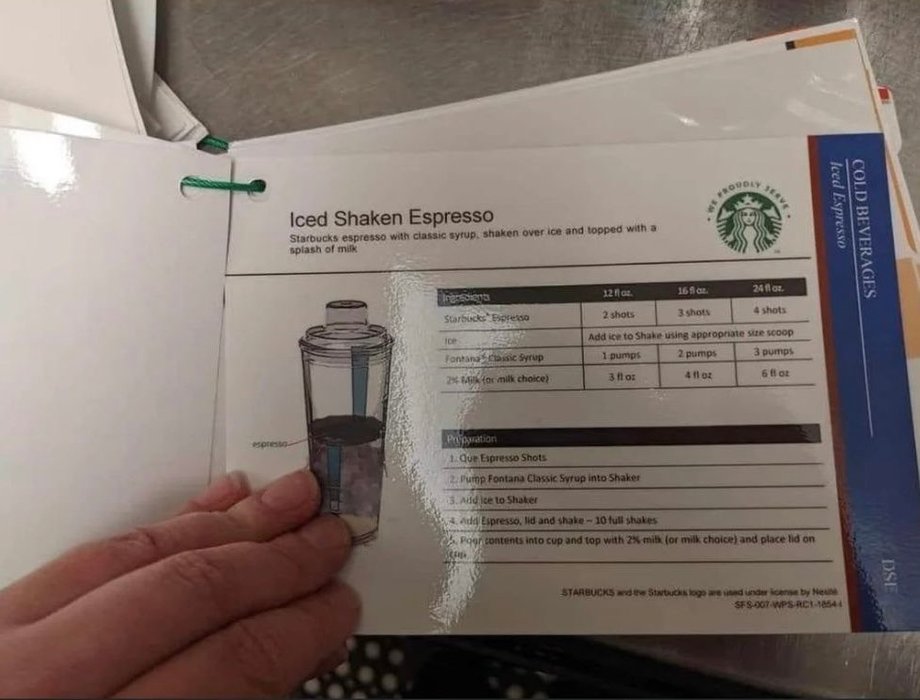 Iced Shaken Espresso
Starbucks espresso with classic syrup, shaken over ice and topped with a
splash of milk
WE PROUDLY SERVE
COLD BEVERAGES
Iced Espresso
Ingredients 12 fl oz. 16 fl oz. 24 fl oz.
Starbucks® Espresso 2 shots 3 shots 4 shots
Ice Add ice to Shake using appropriate size scoop
Fontana® Classic Syrup 1 pumps 2 pumps 3 pumps
2% Milk (or milk choice) 3 fl oz 4 fl oz 6 fl oz
espresso
Preparation
1. Que Espresso Shots
2. Pump Fontana Classic Syrup into Shaker
3. Add ice to Shaker
4. Add Espresso, lid and shake – 10 full shakes
5. Pour contents into cup and top with 2% milk (or milk choice) and place lid on
cup.
STARBUCKS and the Starbucks logo are used under license by Nestlé
SFS-007-WPS-RC1-1854-I
DSE